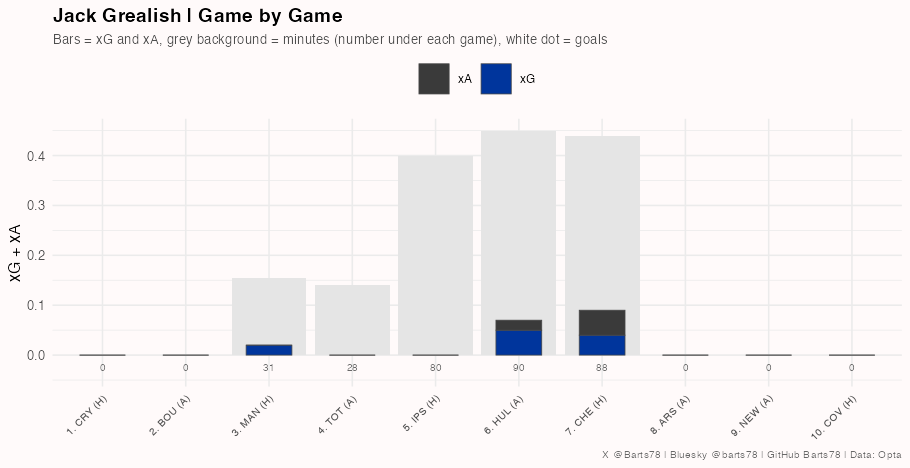 Jack Grealish | Game by Game
Bars = xG and xA, grey background = minutes (number under each game), white dot = goals
xA xG
xG + xA
0.4
0.3
0.2
0.1
0.0
0 0 31 28 80 90 88 0 0 0
1. CRY (H) 2. BOU (A) 3. MAN (H) 4. TOT (A) 5. IPS (H) 6. HUL (A) 7. CHE (H) 8. ARS (A) 9. NEW (A) 10. COV (H)
X @Barts78 | Bluesky @barts78 | GitHub Barts78 | Data: Opta